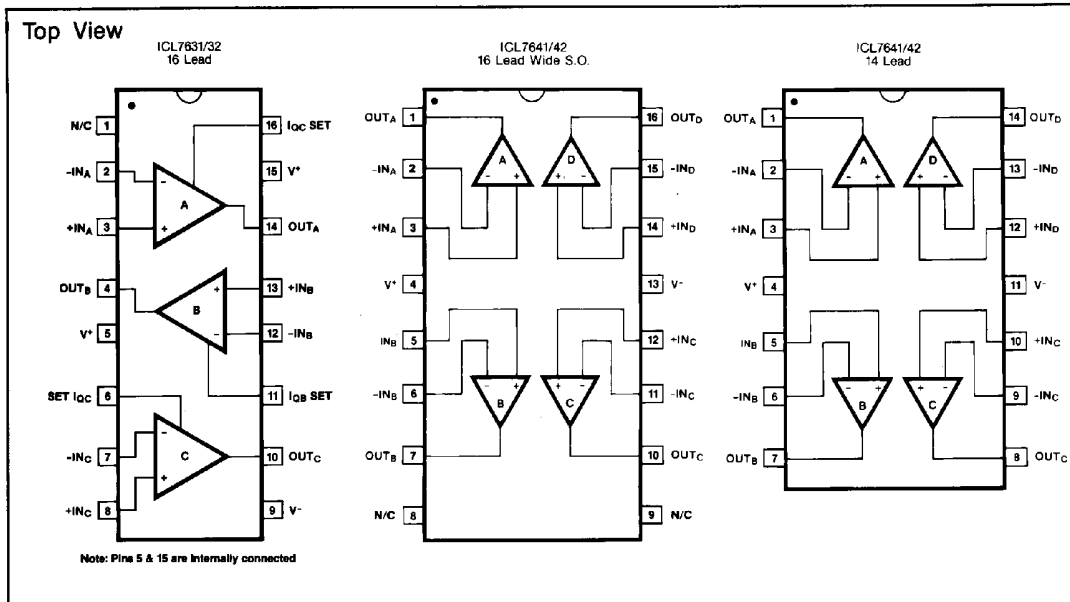 Top View
ICL7631/32
16 Lead
N/C 1
-INA 2
+INA 3
OUTB 4
V+ 5
SET IQC 6
-INC 7
+INC 8
16 IQC SET
15 V+
14 OUTA
13 +INB
12 -INB
11 IQB SET
10 OUTC
9 V-
- A +
+ B -
- C +
Note: Pins 5 & 15 are Internally connected
ICL7641/42
16 Lead Wide S.O.
OUTA 1
-INA 2
+INA 3
V+ 4
INB 5
-INB 6
OUTB 7
N/C 8
16 OUTD
15 -IND
14 +IND
13 V-
12 +INC
11 -INC
10 OUTC
9 N/C
A - +
D + -
- + B
- + C
ICL7641/42
14 Lead
OUTA 1
-INA 2
+INA 3
V+ 4
INB 5
-INB 6
OUTB 7
14 OUTD
13 -IND
12 +IND
11 V-
10 +INC
9 -INC
8 OUTC
A - +
D + -
- + B
- + C